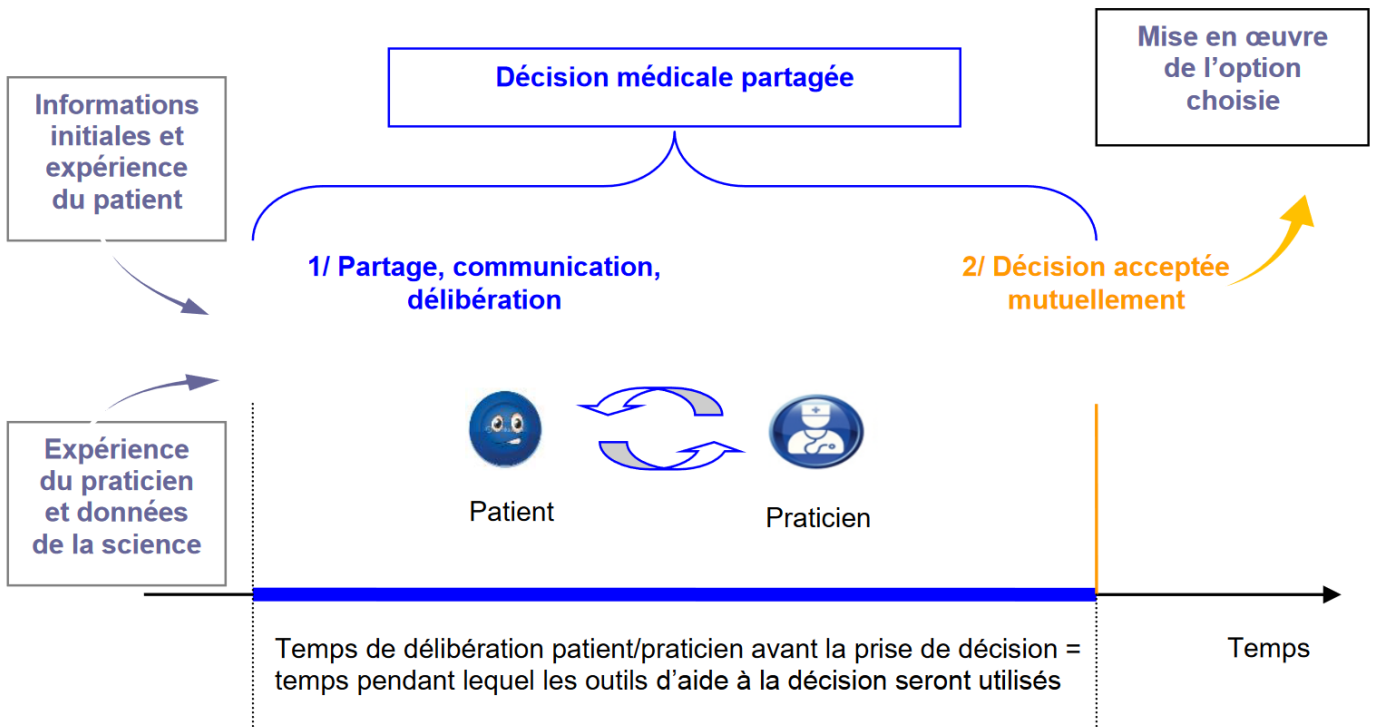 Décision médicale partagée
Mise en œuvre
de l’option
choisie
Informations
initiales et
expérience
du patient
1/ Partage, communication,
délibération
2/ Décision acceptée
mutuellement
Expérience
du praticien
et données
de la science
Patient
Praticien
Temps de délibération patient/praticien avant la prise de décision =
temps pendant lequel les outils d’aide à la décision seront utilisés
Temps